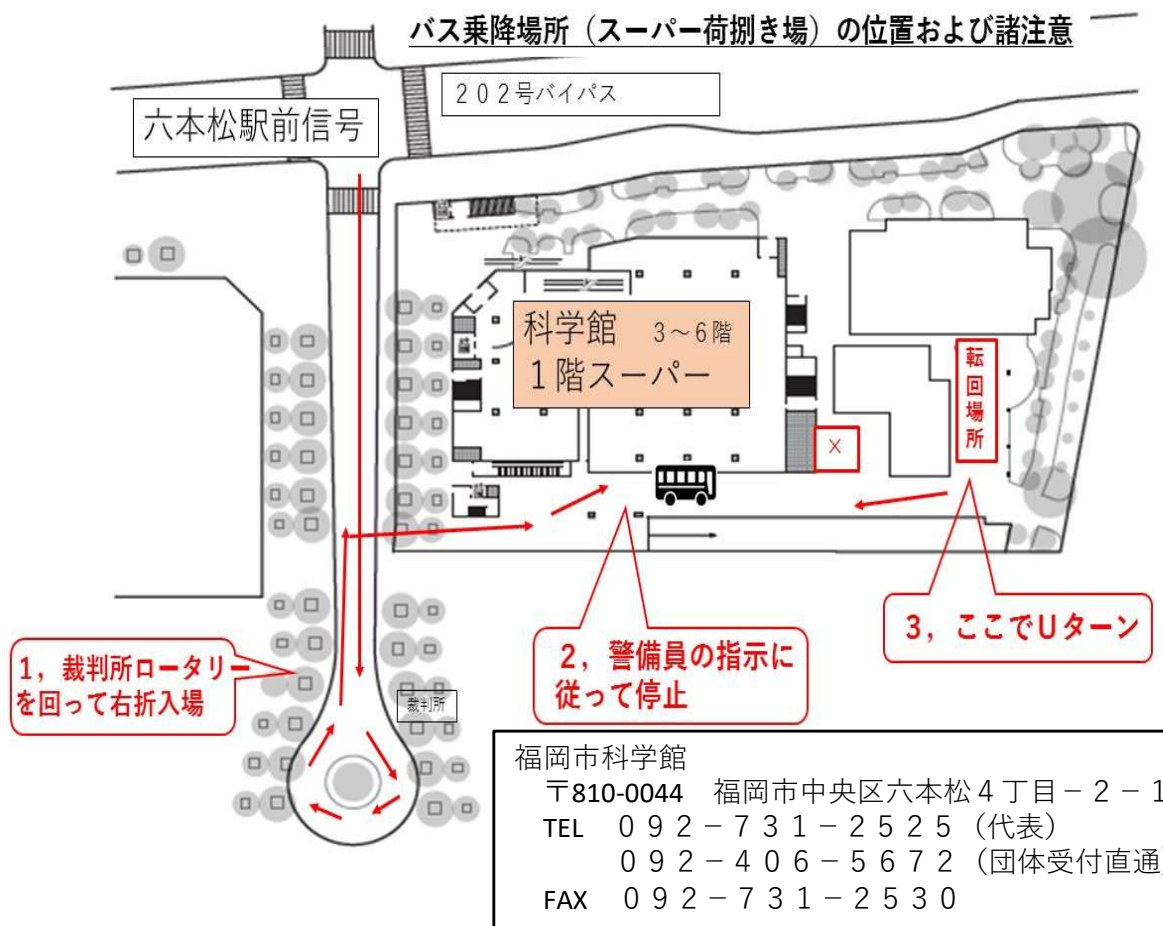 バス乗降場所（スーパー荷捌き場）の位置および諸注意
２０２号バイパス
六本松駅前信号
科学館　３～６階
１階スーパー
転回場所
×
1，裁判所ロータリー
を回って右折入場
2，警備員の指示に
従って停止
3，ここでUターン
裁判所
福岡市科学館
〒810-0044　福岡市中央区六本松４丁目－２－１
TEL　０９２－７３１－２５２５（代表）
０９２－４０６－５６７２（団体受付直通）
FAX　０９２－７３１－２５３０